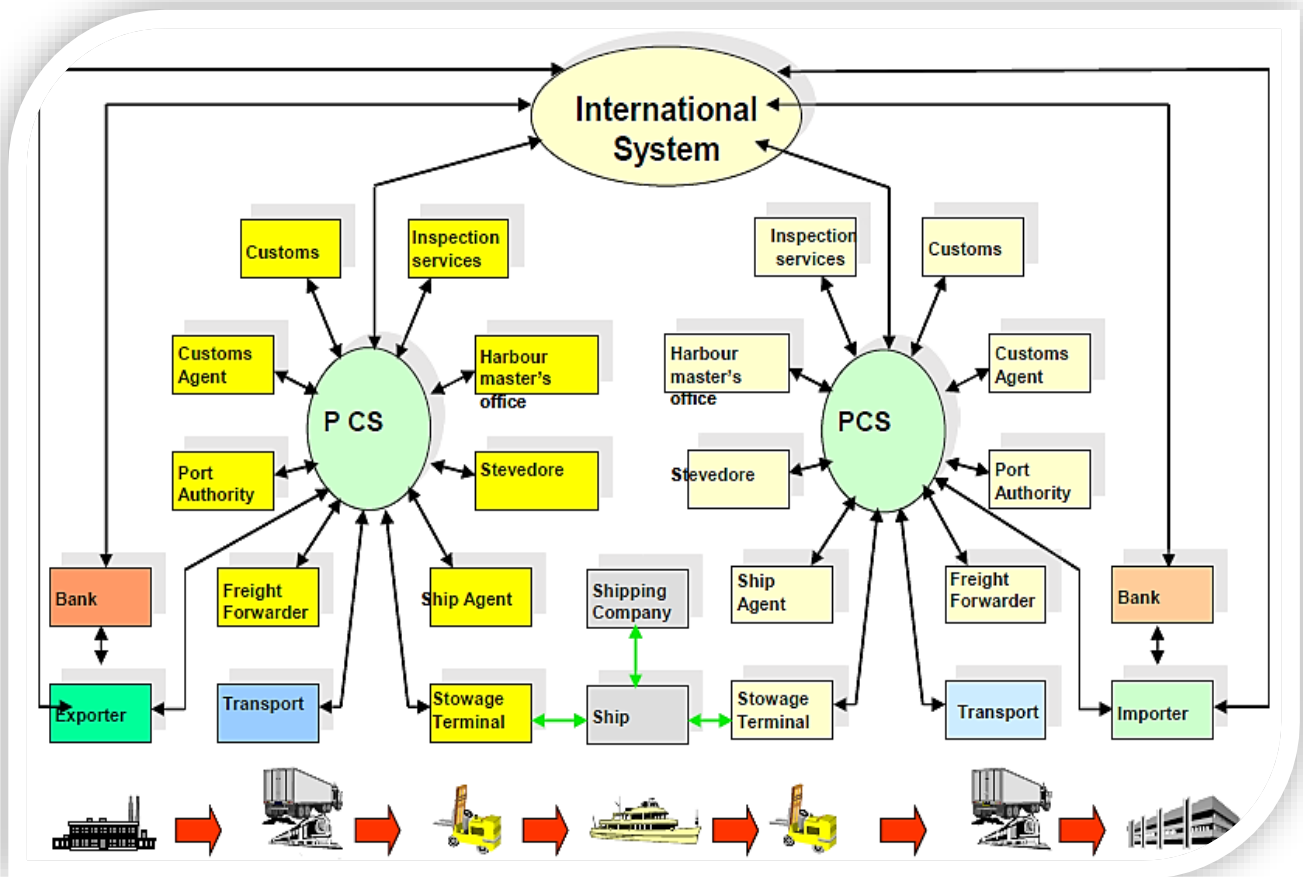 International
System
Customs
Inspection
services
Inspection
services
Customs
Customs
Agent
Harbour
master's
office
Harbour
master's
office
Customs
Agent
P CS
PCS
Port
Authority
Stevedore
Stevedore
Port
Authority
Bank
Freight
Forwarder
Ship Agent
Shipping
Company
Ship
Agent
Freight
Forwarder
Bank
Exporter
Transport
Stowage
Terminal
Ship
Stowage
Terminal
Transport
Importer